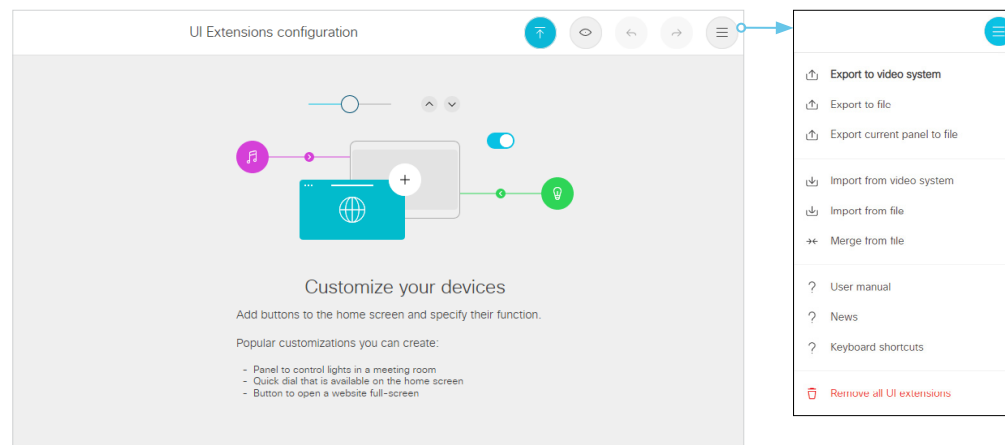 UI Extensions configuration
Customize your devices
Add buttons to the home screen and specify their function.
Popular customizations you can create:
- Panel to control lights in a meeting room
- Quick dial that is available on the home screen
- Button to open a website full-screen
Export to video system
Export to file
Export current panel to file
Import from video system
Import from file
Merge from file
? User manual
? News
? Keyboard shortcuts
Remove all UI extensions